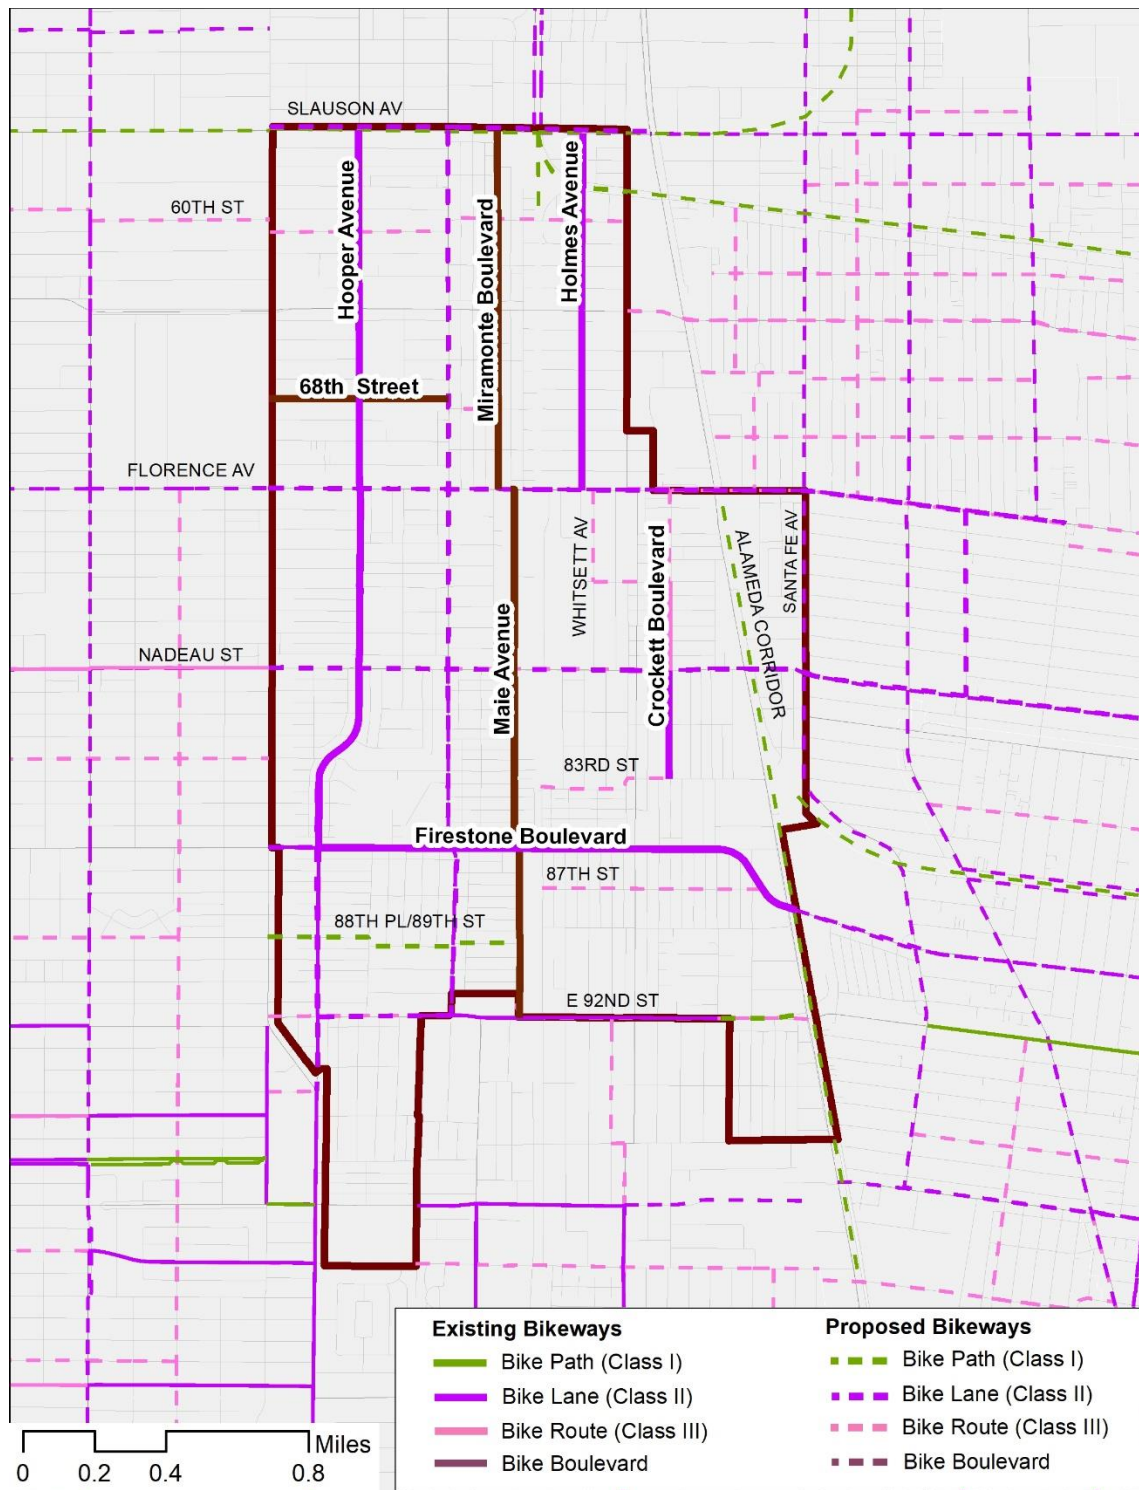 SLAUSON AV
60TH ST
Hooper Avenue
Miramonte Boulevard
Holmes Avenue
68th Street
FLORENCE AV
WHITSETT AV
Crockett Boulevard
ALAMEDA CORRIDOR
SANTA FE AV
NADEAU ST
Maie Avenue
83RD ST
Firestone Boulevard
87TH ST
88TH PL/89TH ST
E 92ND ST
Existing Bikeways
Bike Path (Class I)
Bike Lane (Class II)
Bike Route (Class III)
Bike Boulevard
Proposed Bikeways
Bike Path (Class I)
Bike Lane (Class II)
Bike Route (Class III)
Bike Boulevard
Miles
0 0.2 0.4 0.8